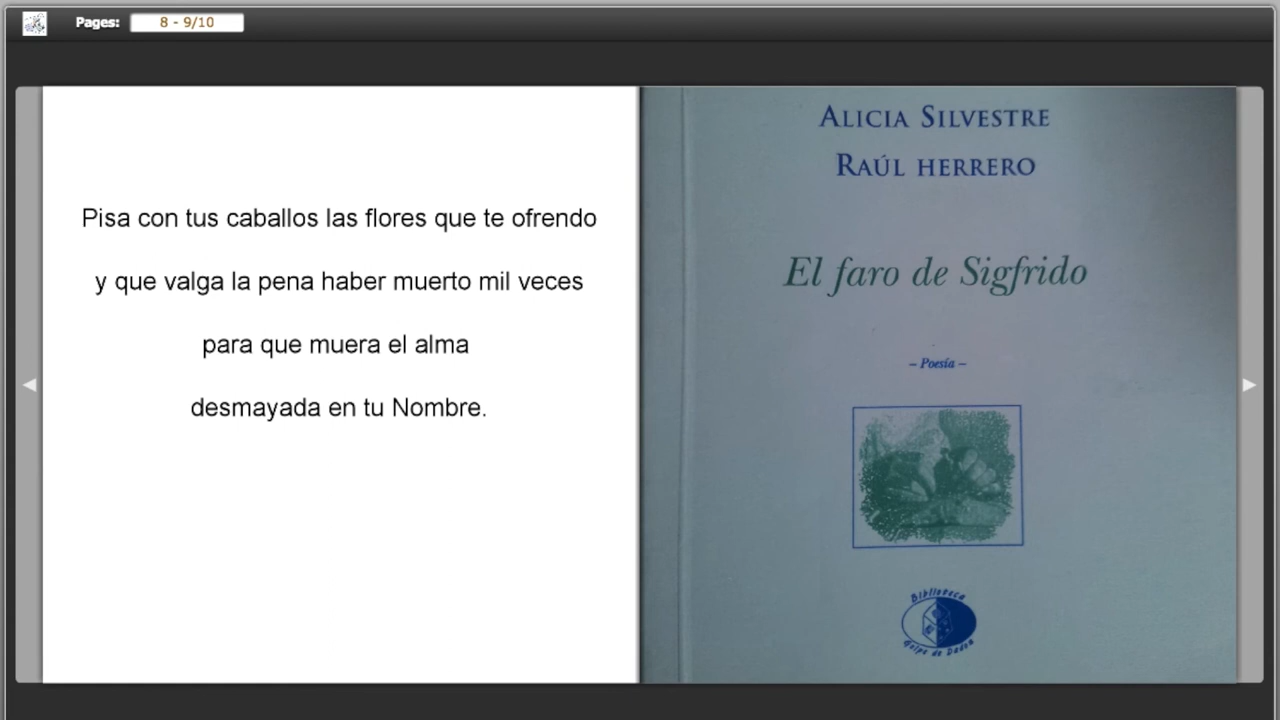 Pages: 8 - 9/10
Pisa con tus caballos las flores que te ofrendo
y que valga la pena haber muerto mil veces
para que muera el alma
desmayada en tu Nombre.
ALICIA SILVESTRE
RAÚL HERRERO
El faro de Sigfrido
– Poesía –
Biblioteca
Golpe de Dados